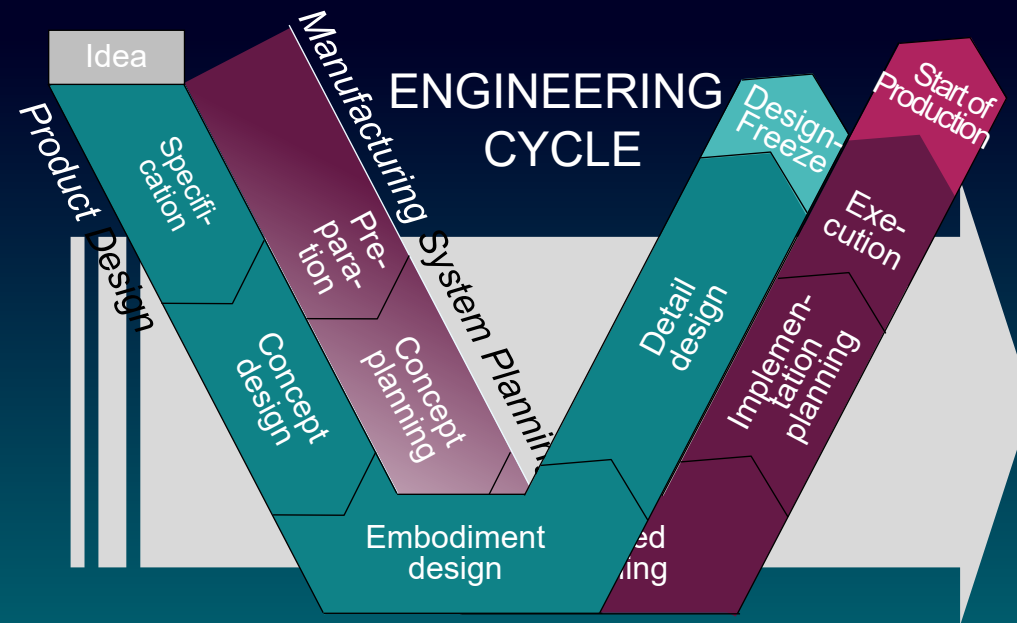 Idea
ENGINEERING
CYCLE
Product Design
Manufacturing System Planning
Specifi-
cation
Pre-
para-
tion
Concept
design
Concept
planning
Embodiment
design
Detail
design
Design-
Freeze
Implemen-
tation
planning
Exe-
cution
Start of
Production